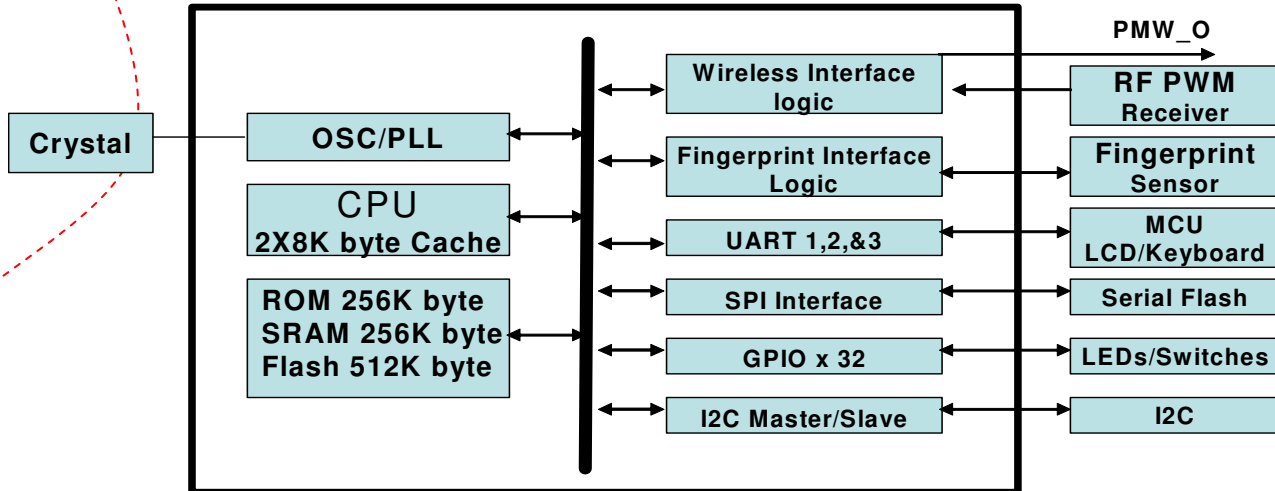 PMW_O
Wireless Interface
logic
RF PWM
Receiver
Crystal
OSC/PLL
Fingerprint Interface
Logic
Fingerprint
Sensor
CPU
2X8K byte Cache
UART 1,2,&3
MCU
LCD/Keyboard
ROM 256K byte
SRAM 256K byte
Flash 512K byte
SPI Interface
Serial Flash
GPIO x 32
LEDs/Switches
I2C Master/Slave
I2C